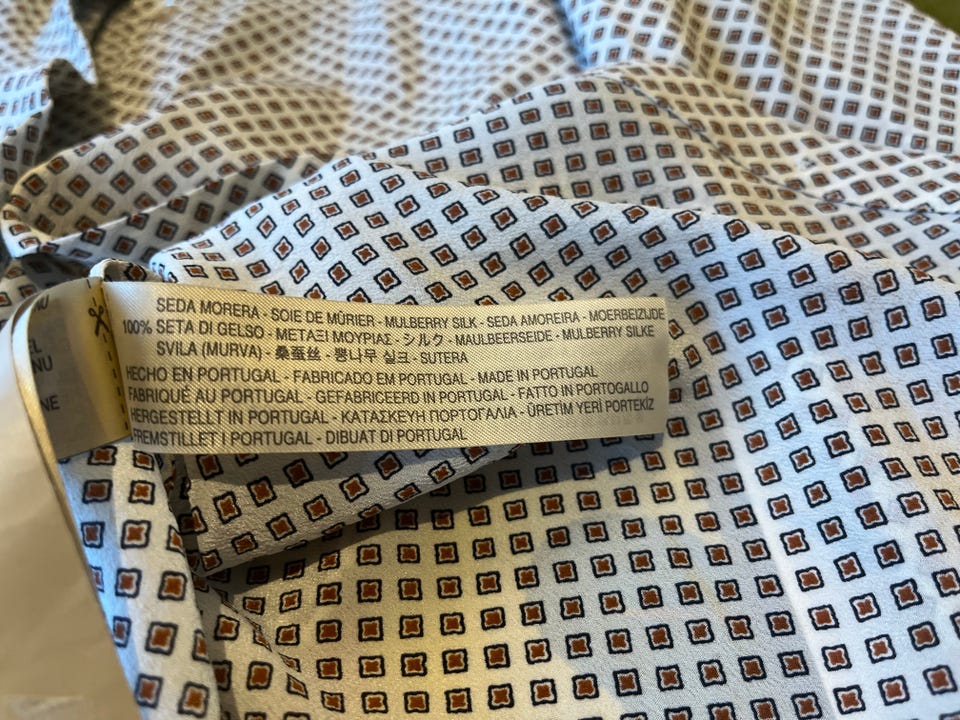 SEDA MORERA - SOIE DE MÛRIER - MULBERRY SILK - SEDA AMOREIRA - MOERBEIZIJDE
100% SETA DI GELSO - ΜΕΤΑΞΙ ΜΟΥΡΙΑΣ - シルク - MAULBEERSEIDE - MULBERRY SILKE
SVILA (MURVA) - 桑蚕丝 - 뽕나무 실크 - SUTERA
HECHO EN PORTUGAL - FABRICADO EM PORTUGAL - MADE IN PORTUGAL
FABRIQUÉ AU PORTUGAL - GEFABRICEERD IN PORTUGAL - FATTO IN PORTOGALLO
HERGESTELLT IN PORTUGAL - ΚΑΤΑΣΚΕΥΗ ΠΟΡΤΟΓΑΛΙΑ - ÜRETIM YERİ PORTEKİZ
FREMSTILLET I PORTUGAL - DIBUAT DI PORTUGAL